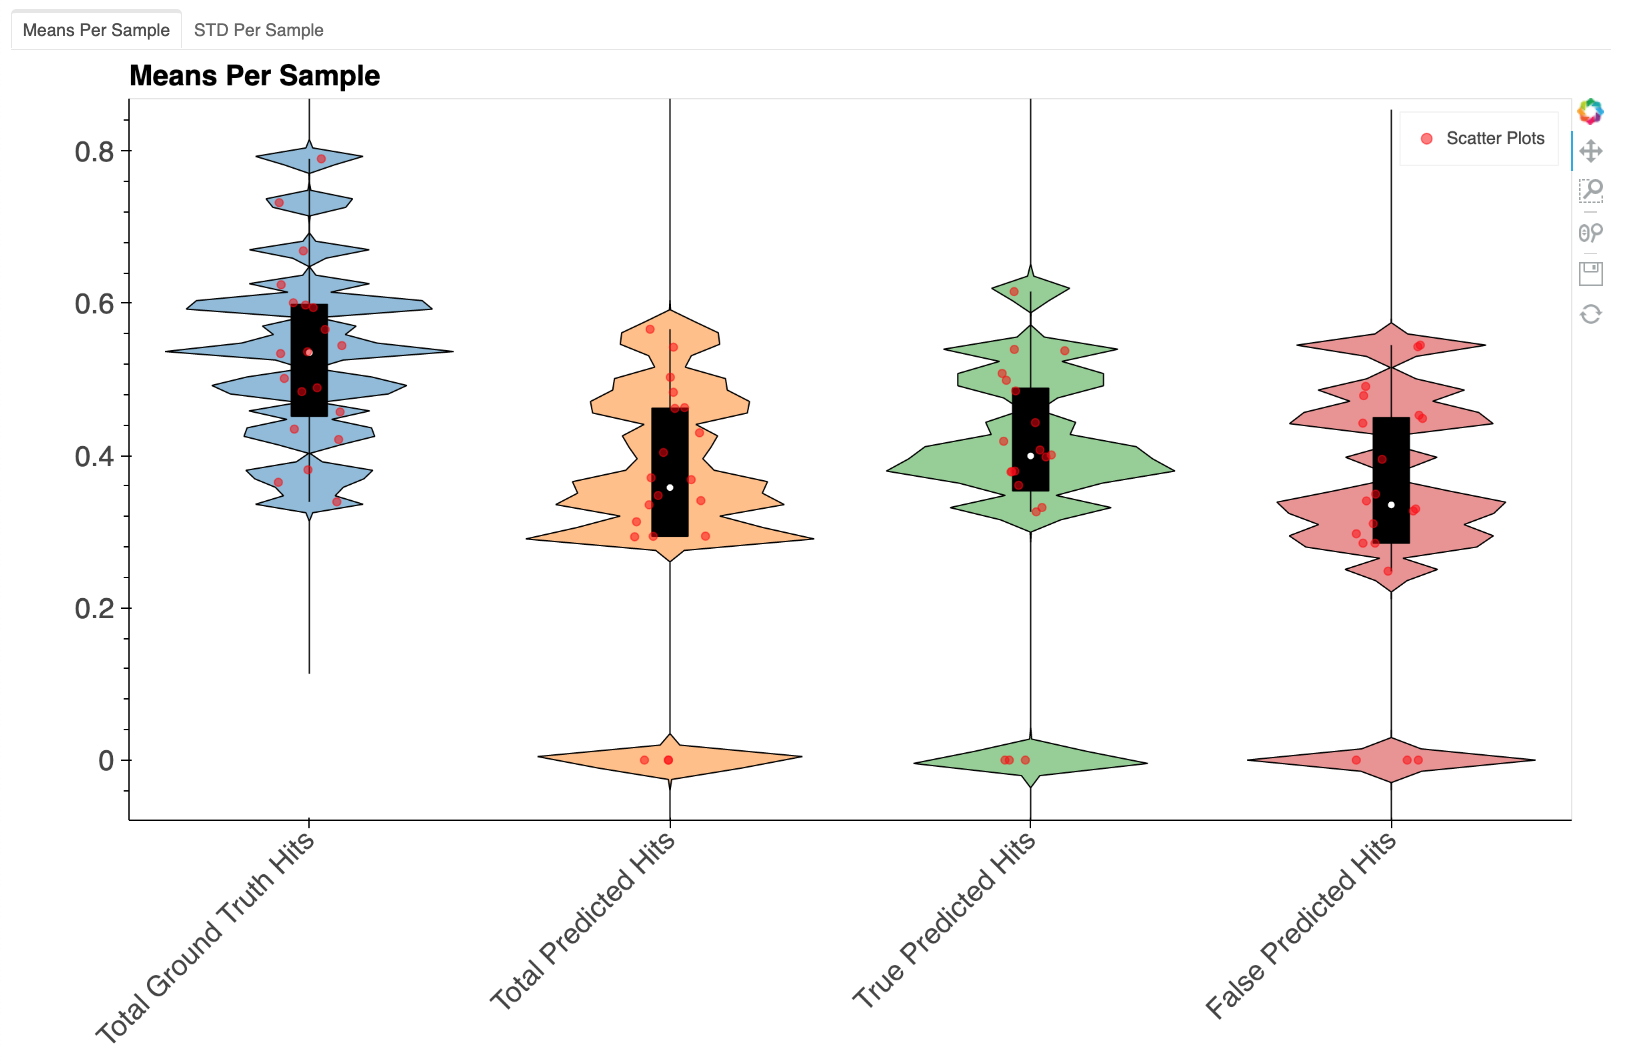 Means Per Sample STD Per Sample
Means Per Sample
Scatter Plots
0.8
0.6
0.4
0.2
0
Total Ground Truth Hits
Total Predicted Hits
True Predicted Hits
False Predicted Hits